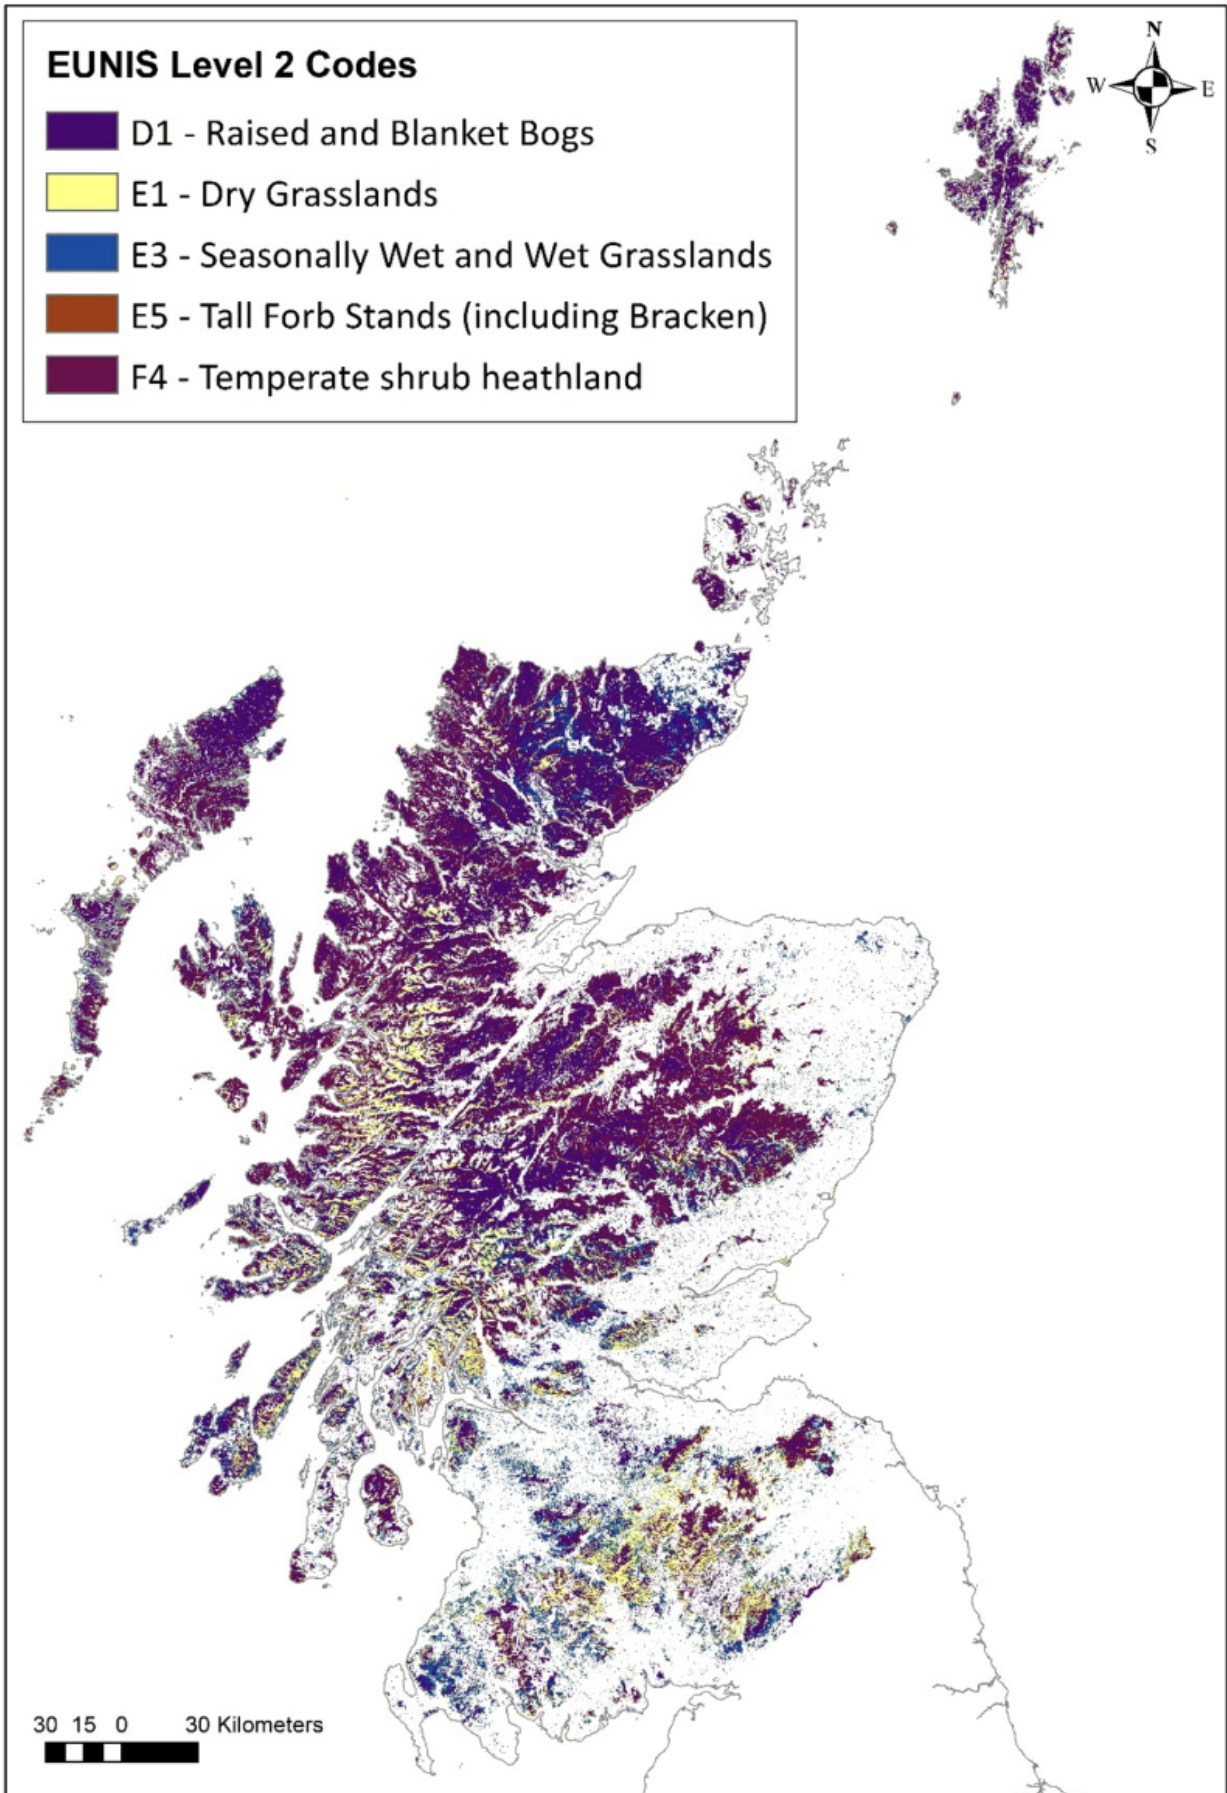 EUNIS Level 2 Codes
D1 - Raised and Blanket Bogs
E1 - Dry Grasslands
E3 - Seasonally Wet and Wet Grasslands
E5 - Tall Forb Stands (including Bracken)
F4 - Temperate shrub heathland
N
W E
S
30 15 0 30 Kilometers